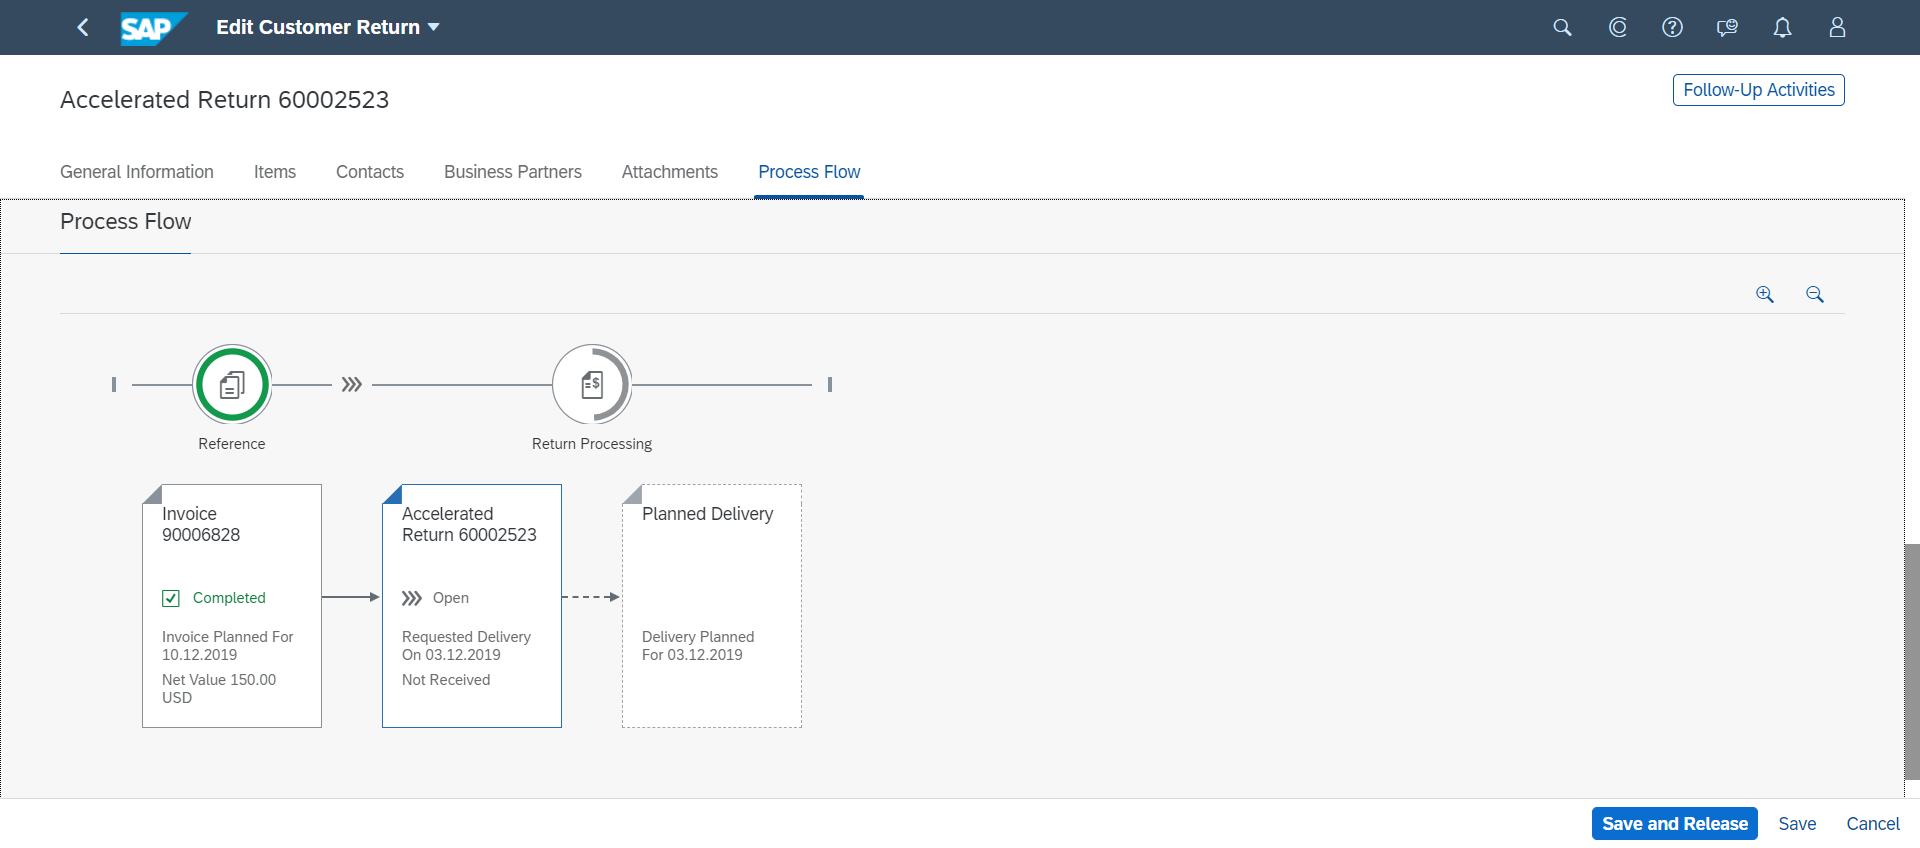 SAP
Edit Customer Return
Accelerated Return 60002523
Follow-Up Activities
General Information
Items
Contacts
Business Partners
Attachments
Process Flow
Process Flow
Reference
Return Processing
Invoice
90006828
Completed
Invoice Planned For
10.12.2019
Net Value 150.00
USD
Accelerated
Return 60002523
Open
Requested Delivery
On 03.12.2019
Not Received
Planned Delivery
Delivery Planned
For 03.12.2019
Save and Release
Save
Cancel